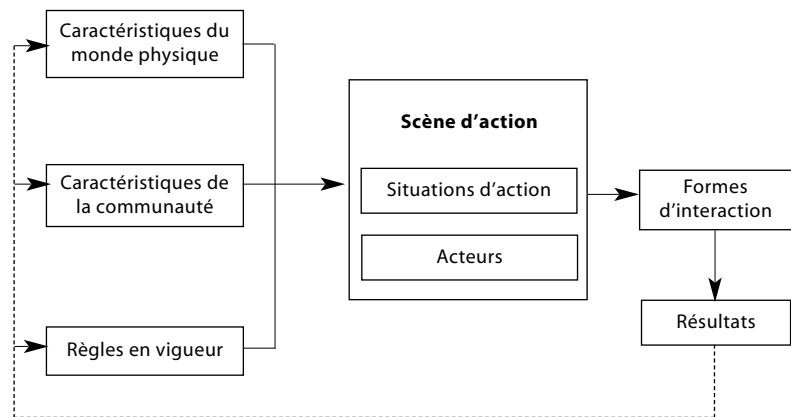 Caractéristiques du
monde physique
Caractéristiques de
la communauté
Règles en vigueur
Scène d’action
Situations d’action
Acteurs
Formes
d’interaction
Résultats